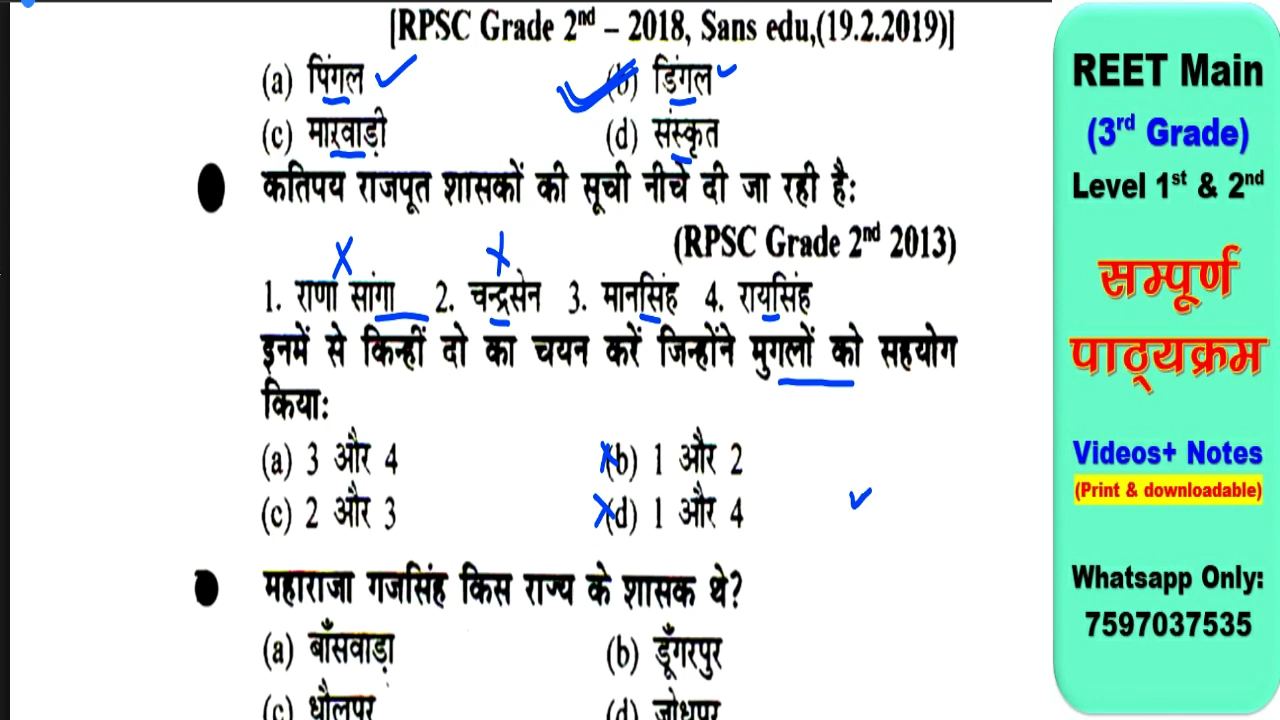 [RPSC Grade 2nd – 2018, Sans edu,(19.2.2019)]
(a) पिंगल (b) डिंगल
(c) मारवाड़ी (d) संस्कृत
कतिपय राजपूत शासकों की सूची नीचे दी जा रही है:
(RPSC Grade 2nd 2013)
1. राणा सांगा 2. चन्द्रसेन 3. मानसिंह 4. रायसिंह
इनमें से किन्हीं दो का चयन करें जिन्होंने मुगलों को सहयोग
किया:
(a) 3 और 4 (b) 1 और 2
(c) 2 और 3 (d) 1 और 4
महाराजा गजसिंह किस राज्य के शासक थे?
(a) बाँसवाड़ा (b) डूँगरपुर
(c) धौलपुर (d) जोधपुर
REET Main
(3rd Grade)
Level 1st & 2nd
सम्पूर्ण
पाठ्यक्रम
Videos+ Notes
(Print & downloadable)
Whatsapp Only:
7597037535